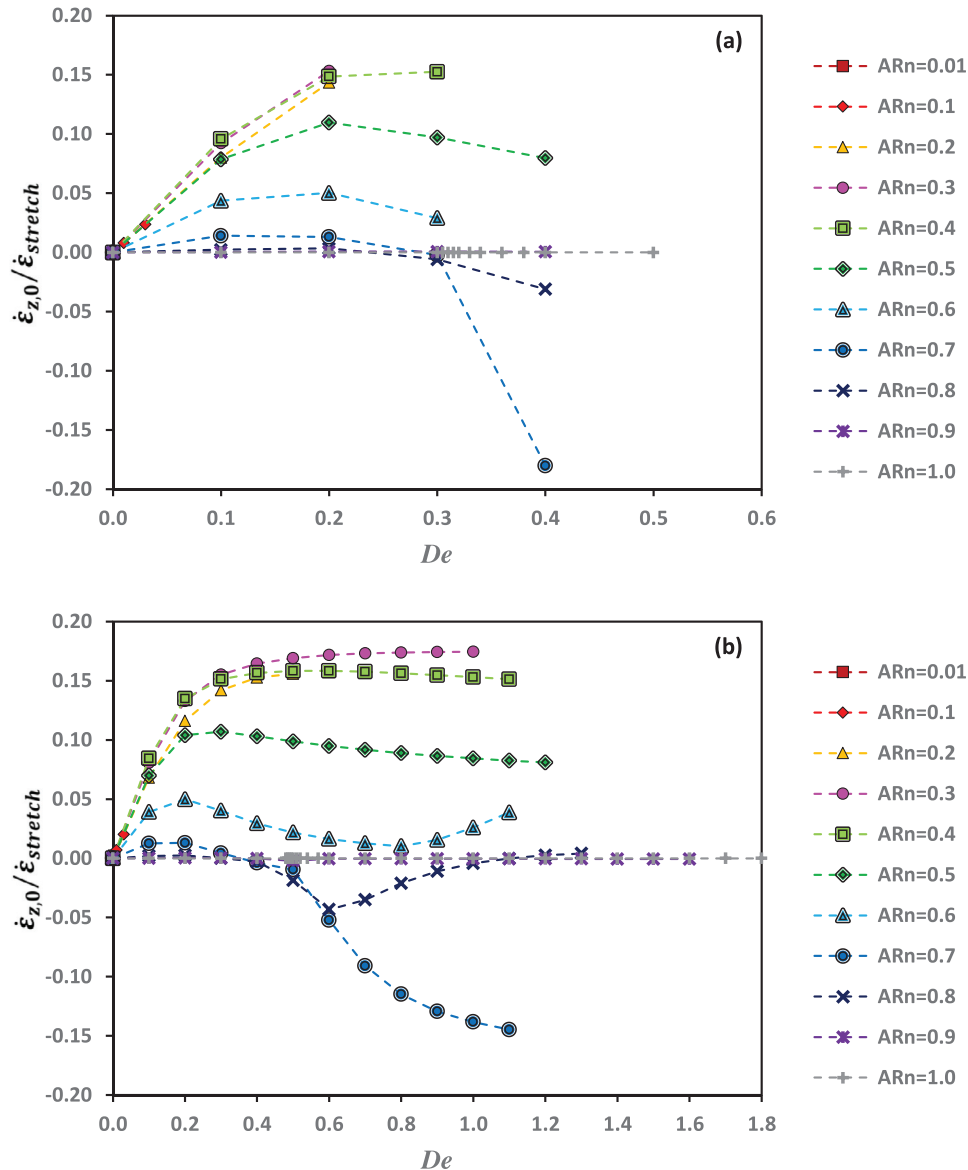 (a)
0.20
0.15
0.10
0.05
0.00
-0.05
-0.10
-0.15
-0.20
ε̇z,0/ε̇stretch
0.0 0.1 0.2 0.3 0.4 0.5 0.6
De
ARn=0.01
ARn=0.1
ARn=0.2
ARn=0.3
ARn=0.4
ARn=0.5
ARn=0.6
ARn=0.7
ARn=0.8
ARn=0.9
ARn=1.0
(b)
0.20
0.15
0.10
0.05
0.00
-0.05
-0.10
-0.15
-0.20
ε̇z,0/ε̇stretch
0.0 0.2 0.4 0.6 0.8 1.0 1.2 1.4 1.6 1.8
De
ARn=0.01
ARn=0.1
ARn=0.2
ARn=0.3
ARn=0.4
ARn=0.5
ARn=0.6
ARn=0.7
ARn=0.8
ARn=0.9
ARn=1.0